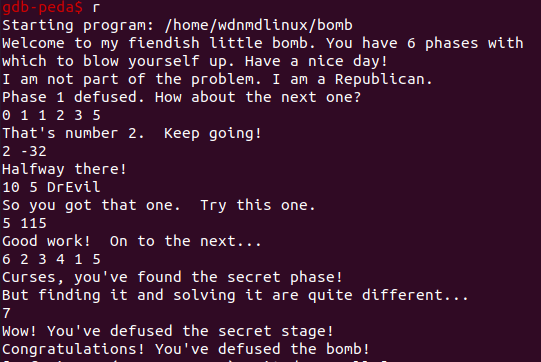 gdb-peda$ r
Starting program: /home/wdnmdlinux/bomb
Welcome to my fiendish little bomb. You have 6 phases with
which to blow yourself up. Have a nice day!
I am not part of the problem. I am a Republican.
Phase 1 defused. How about the next one?
0 1 1 2 3 5
That's number 2.  Keep going!
2 -32
Halfway there!
10 5 DrEvil
So you got that one.  Try this one.
5 115
Good work!  On to the next...
6 2 3 4 1 5
Curses, you've found the secret phase!
But finding it and solving it are quite different...
7
Wow! You've defused the secret stage!
Congratulations! You've defused the bomb!